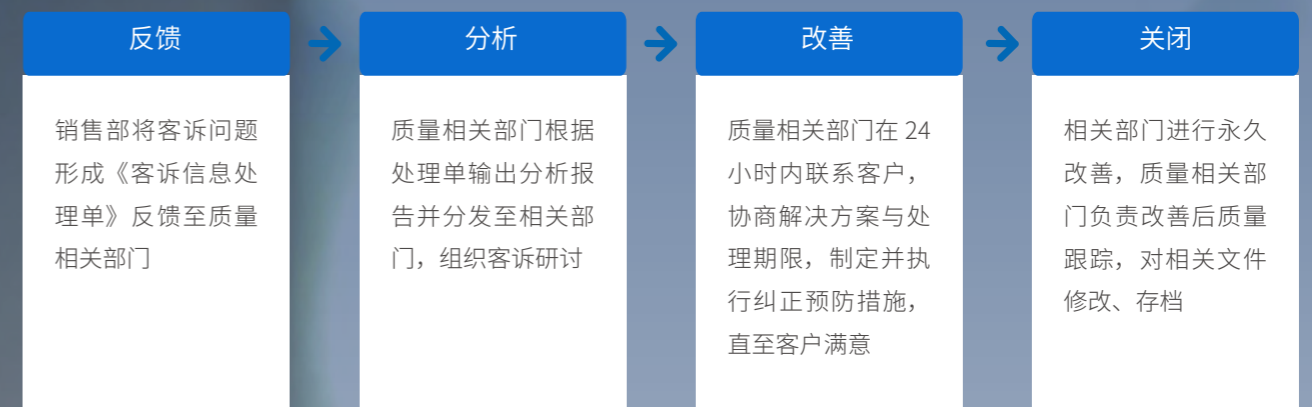 反馈
销售部将客诉问题
形成《客诉信息处
理单》反馈至质量
相关部门
分析
质量相关部门根据
处理单输出分析报
告并分发至相关部
门，组织客诉研讨
改善
质量相关部门在 24
小时内联系客户，
协商解决方案与处
理期限，制定并执
行纠正预防措施，
直至客户满意
关闭
相关部门进行永久
改善，质量相关部
门负责改善后质量
跟踪，对相关文件
修改、存档